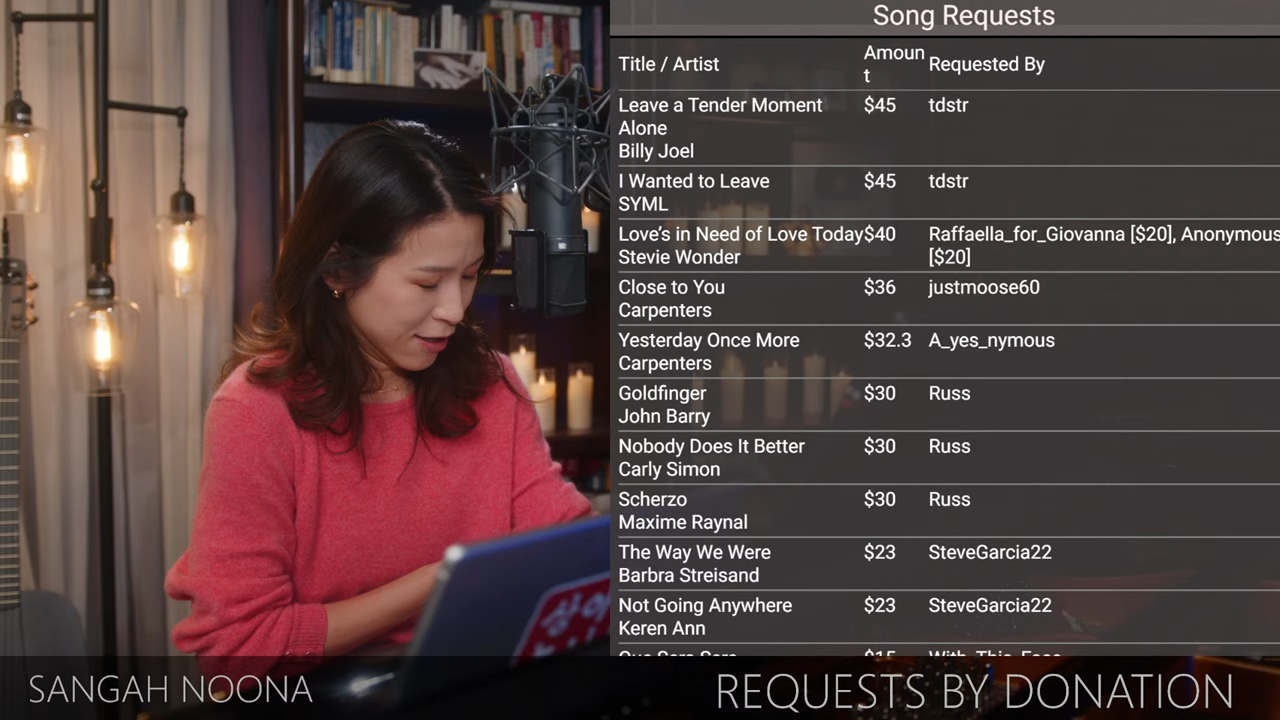 Song Requests
Title / Artist
Amoun
t
Requested By
Leave a Tender Moment
Alone
Billy Joel
$45
tdstr
I Wanted to Leave
SYML
$45
tdstr
Love's in Need of Love Today
Stevie Wonder
$40
Raffaella_for_Giovanna [$20], Anonymous
[$20]
Close to You
Carpenters
$36
justmoose60
Yesterday Once More
Carpenters
$32.3
A_yes_nymous
Goldfinger
John Barry
$30
Russ
Nobody Does It Better
Carly Simon
$30
Russ
Scherzo
Maxime Raynal
$30
Russ
The Way We Were
Barbra Streisand
$23
SteveGarcia22
Not Going Anywhere
Keren Ann
$23
SteveGarcia22
$15
SANGAH NOONA
REQUESTS BY DONATION